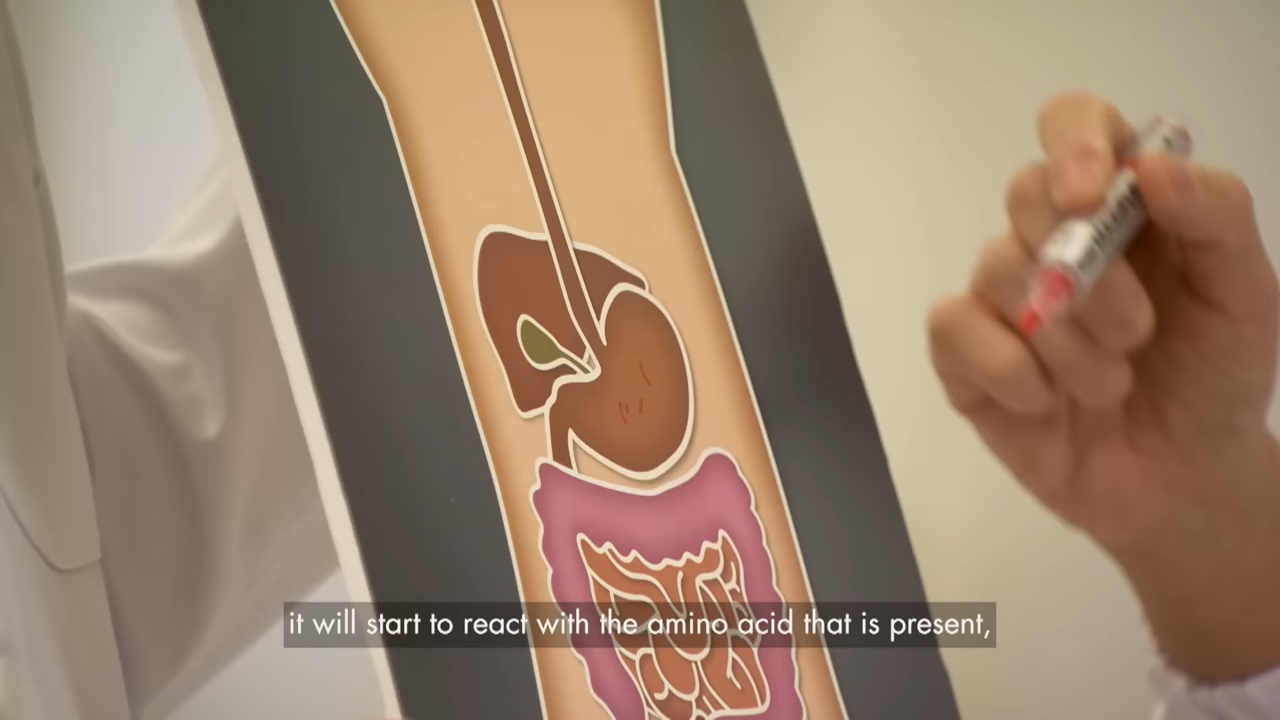 it will start to react with the amino acid that is present,